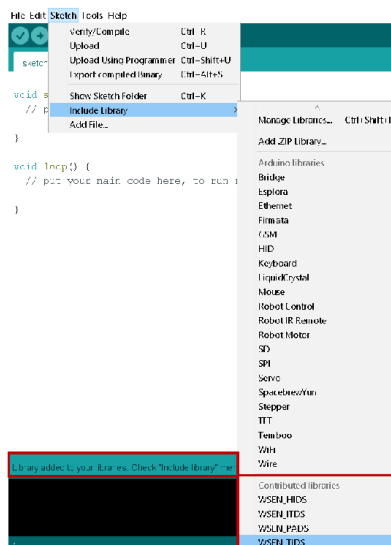 File Edit Sketch Tools Help
Verify/Compile Ctrl-R
Upload Ctrl-U
Upload Using Programmer Ctrl-Shift+U
Export compiled Binary Ctrl-Alt+S
sketch
Show Sketch Folder Ctrl-K
Include Library
Add File...
void s
// p
}
void loop() {
// put your main code here, to run
}
Manage Libraries... Ctrl+Shift+I
Add .ZIP Library...
Arduino libraries
Bridge
Esplora
Ethernet
Firmata
GSM
HID
Keyboard
LiquidCrystal
Mouse
Robot Control
Robot IR Remote
Robot Motor
SD
SPI
Servo
SpacebrewYun
Stepper
TFT
Temboo
WiFi
Wire
Library added to your libraries. Check "Include library" me
Contributed libraries
WSEN_HIDS
WSEN_ITDS
WSEN_PADS
WSEN_TIDS